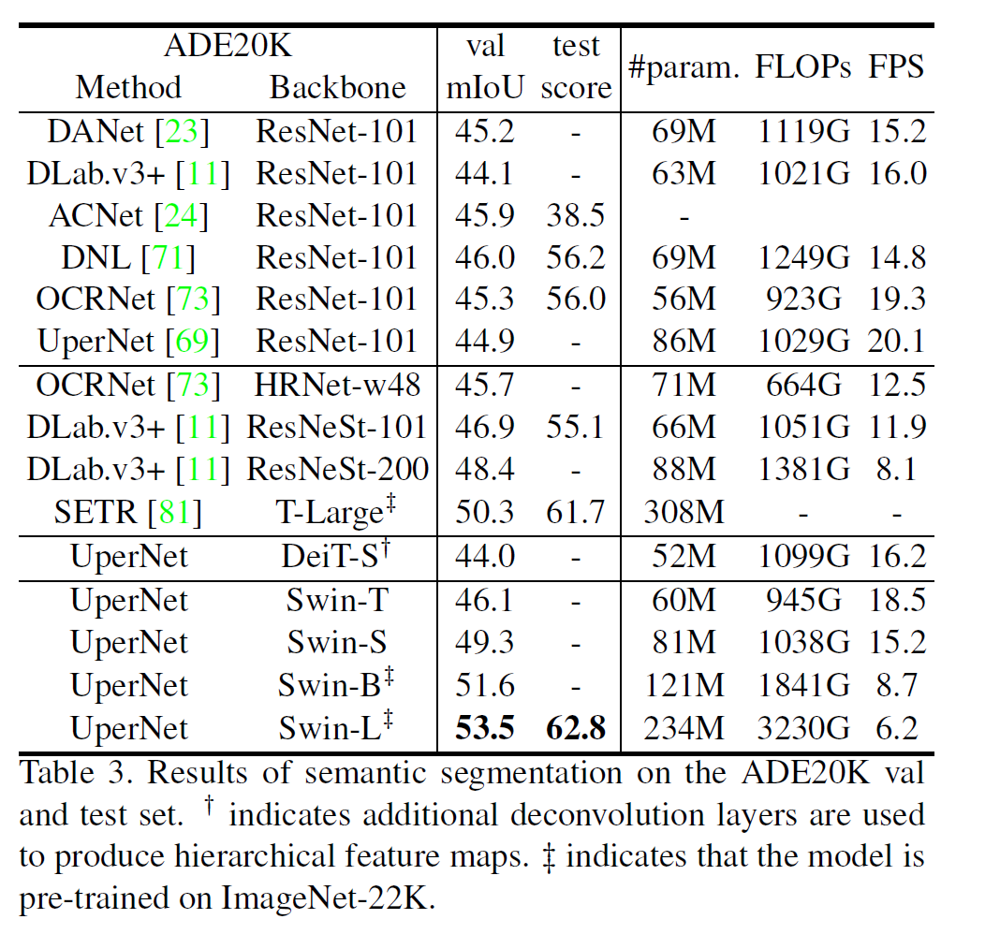 ADE20K val test #param. FLOPs FPS
Method Backbone mIoU score
DANet [23] ResNet-101 45.2 - 69M 1119G 15.2
DLab.v3+ [11] ResNet-101 44.1 - 63M 1021G 16.0
ACNet [24] ResNet-101 45.9 38.5 -
DNL [71] ResNet-101 46.0 56.2 69M 1249G 14.8
OCRNet [73] ResNet-101 45.3 56.0 56M 923G 19.3
UperNet [69] ResNet-101 44.9 - 86M 1029G 20.1
OCRNet [73] HRNet-w48 45.7 - 71M 664G 12.5
DLab.v3+ [11] ResNeSt-101 46.9 55.1 66M 1051G 11.9
DLab.v3+ [11] ResNeSt-200 48.4 - 88M 1381G 8.1
SETR [81] T-Large‡ 50.3 61.7 308M - -
UperNet DeiT-S† 44.0 - 52M 1099G 16.2
UperNet Swin-T 46.1 - 60M 945G 18.5
UperNet Swin-S 49.3 - 81M 1038G 15.2
UperNet Swin-B‡ 51.6 - 121M 1841G 8.7
UperNet Swin-L‡ 53.5 62.8 234M 3230G 6.2
Table 3. Results of semantic segmentation on the ADE20K val
and test set. † indicates additional deconvolution layers are used
to produce hierarchical feature maps. ‡ indicates that the model is
pre-trained on ImageNet-22K.